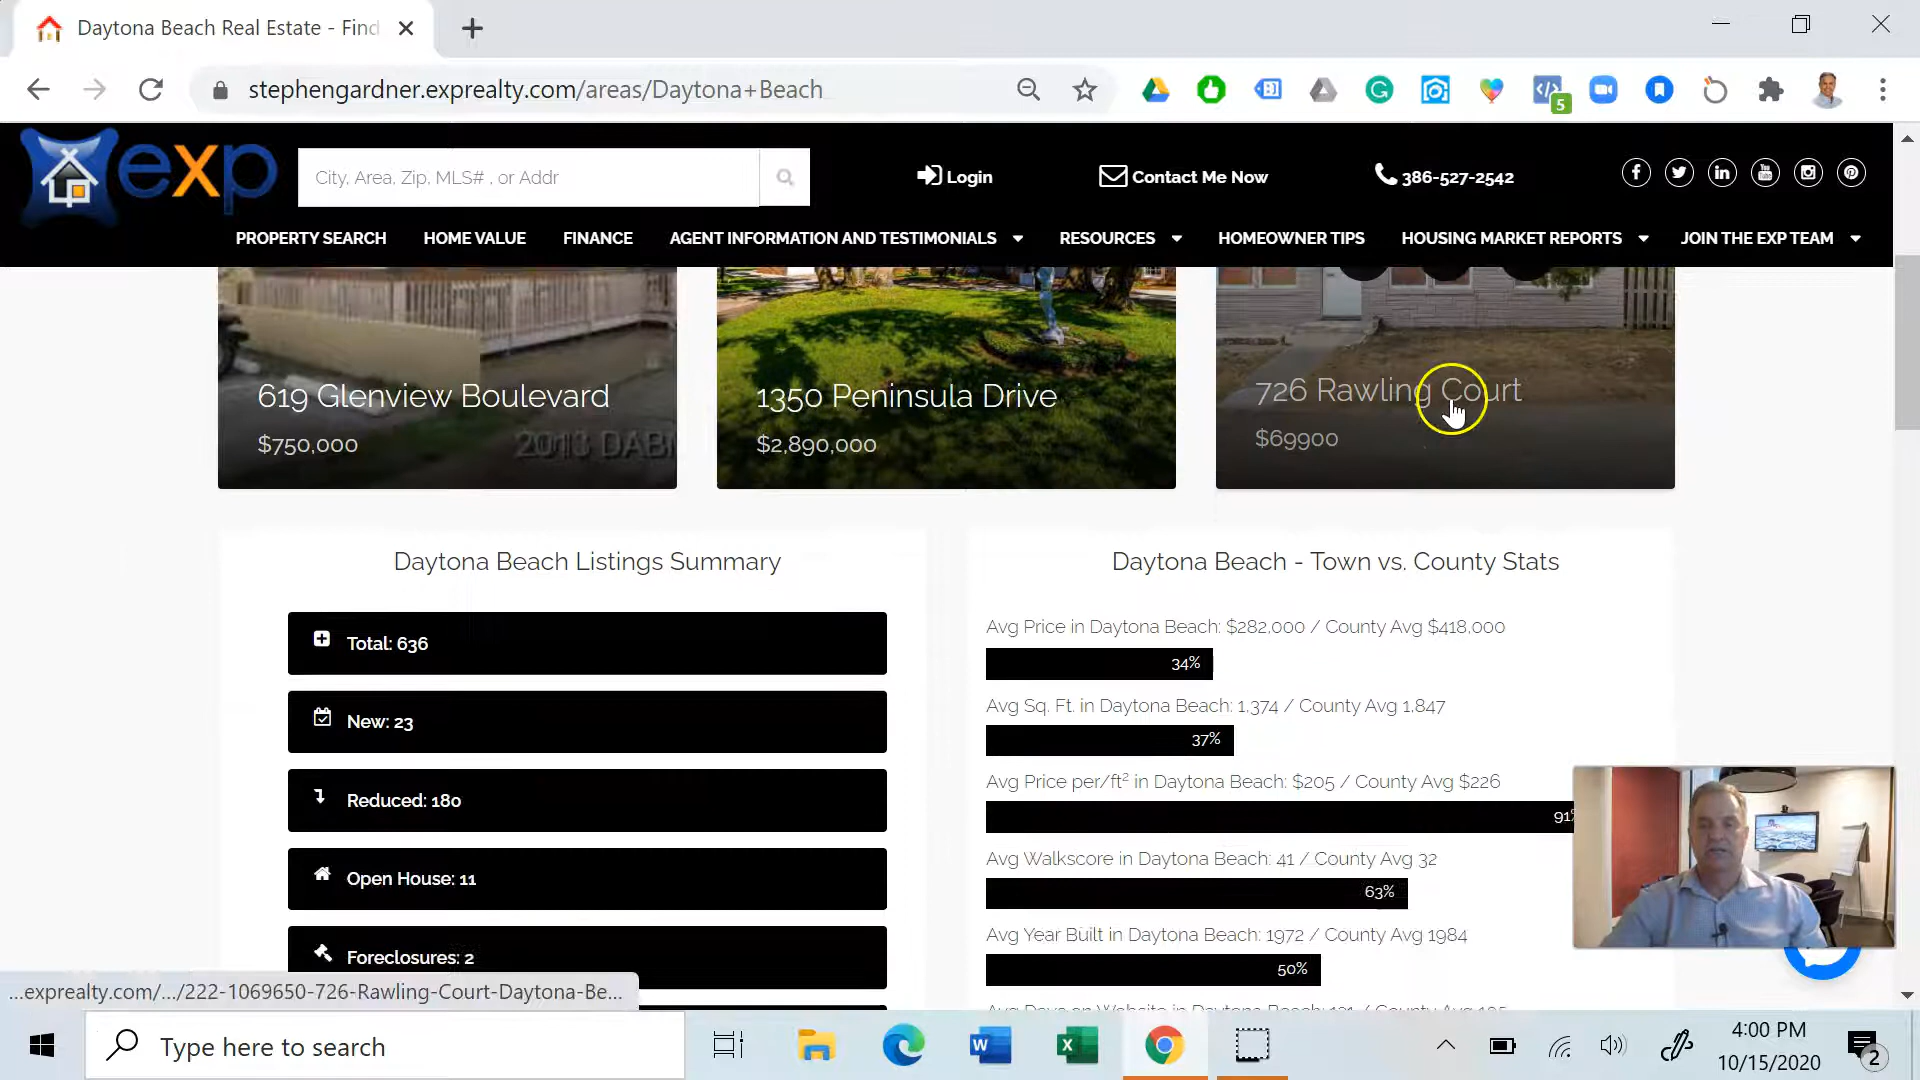 Daytona Beach Real Estate - Find
stephengardner.exprealty.com/areas/Daytona+Beach
5
exp
City, Area, Zip, MLS# , or Addr
Login
Contact Me Now
386-527-2542
PROPERTY SEARCH
HOME VALUE
FINANCE
AGENT INFORMATION AND TESTIMONIALS
RESOURCES
HOMEOWNER TIPS
HOUSING MARKET REPORTS
JOIN THE EXP TEAM
619 Glenview Boulevard
$750,000
2013 DAB
1350 Peninsula Drive
$2,890,000
726 Rawling Court
$69900
Daytona Beach Listings Summary
Total: 636
New: 23
Reduced: 180
Open House: 11
Foreclosures: 2
Daytona Beach - Town vs. County Stats
Avg Price in Daytona Beach: $282,000 / County Avg $418,000
34%
Avg Sq. Ft. in Daytona Beach: 1,374 / County Avg 1,847
37%
Avg Price per/ft² in Daytona Beach: $205 / County Avg $226
91%
Avg Walkscore in Daytona Beach: 41 / County Avg 32
63%
Avg Year Built in Daytona Beach: 1972 / County Avg 1984
50%
...exprealty.com/.../222-1069650-726-Rawling-Court-Daytona-Be...
Type here to search
4:00 PM
10/15/2020
2